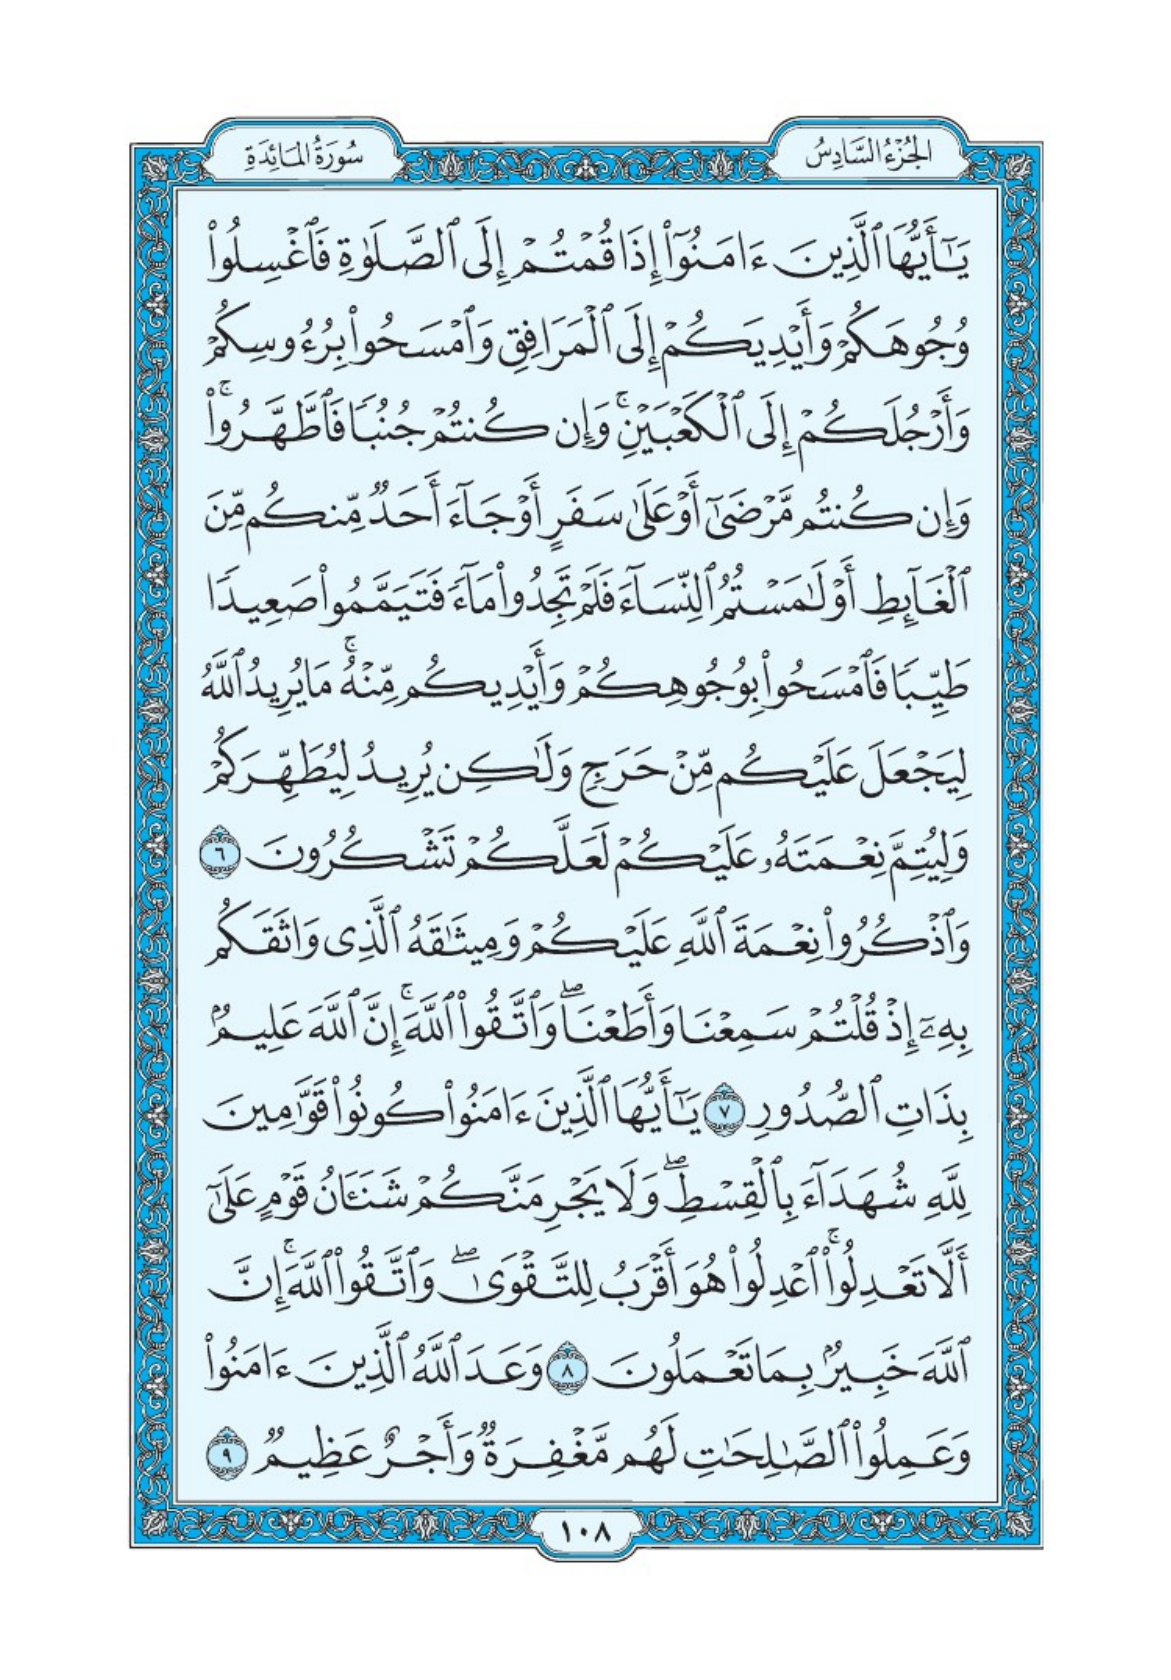 الجُزْءُ السَّادِسُ
سُورَةُ المَائِدَةِ
يَـٰٓأَيُّهَا ٱلَّذِينَ ءَامَنُوٓا۟ إِذَا قُمْتُمْ إِلَى ٱلصَّلَوٰةِ فَٱغْسِلُوا۟
وُجُوهَكُمْ وَأَيْدِيَكُمْ إِلَى ٱلْمَرَافِقِ وَٱمْسَحُوا۟ بِرُءُوسِكُمْ
وَأَرْجُلَكُمْ إِلَى ٱلْكَعْبَيْنِ ۚ وَإِن كُنتُمْ جُنُبًا فَٱطَّهَّرُوا۟ ۚ
وَإِن كُنتُم مَّرْضَىٰٓ أَوْ عَلَىٰ سَفَرٍ أَوْ جَآءَ أَحَدٌ مِّنكُم مِّنَ
ٱلْغَآئِطِ أَوْ لَـٰمَسْتُمُ ٱلنِّسَآءَ فَلَمْ تَجِدُوا۟ مَآءً فَتَيَمَّمُوا۟ صَعِيدًا
طَيِّبًا فَٱمْسَحُوا۟ بِوُجُوهِكُمْ وَأَيْدِيكُم مِّنْهُ ۚ مَا يُرِيدُ ٱللَّهُ
لِيَجْعَلَ عَلَيْكُم مِّنْ حَرَجٍ وَلَـٰكِن يُرِيدُ لِيُطَهِّرَكُمْ
وَلِيُتِمَّ نِعْمَتَهُۥ عَلَيْكُمْ لَعَلَّكُمْ تَشْكُرُونَ ٦
وَٱذْكُرُوا۟ نِعْمَةَ ٱللَّهِ عَلَيْكُمْ وَمِيثَـٰقَهُ ٱلَّذِى وَاثَقَكُم
بِهِۦٓ إِذْ قُلْتُمْ سَمِعْنَا وَأَطَعْنَا ۖ وَٱتَّقُوا۟ ٱللَّهَ ۚ إِنَّ ٱللَّهَ عَلِيمٌۢ
بِذَاتِ ٱلصُّدُورِ ٧ يَـٰٓأَيُّهَا ٱلَّذِينَ ءَامَنُوا۟ كُونُوا۟ قَوَّٰمِينَ
لِلَّهِ شُهَدَآءَ بِٱلْقِسْطِ ۖ وَلَا يَجْرِمَنَّكُمْ شَنَـَٔانُ قَوْمٍ عَلَىٰٓ
أَلَّا تَعْدِلُوا۟ ۚ ٱعْدِلُوا۟ هُوَ أَقْرَبُ لِلتَّقْوَىٰ ۖ وَٱتَّقُوا۟ ٱللَّهَ ۚ إِنَّ
ٱللَّهَ خَبِيرٌۢ بِمَا تَعْمَلُونَ ٨ وَعَدَ ٱللَّهُ ٱلَّذِينَ ءَامَنُوا۟
وَعَمِلُوا۟ ٱلصَّـٰلِحَـٰتِ لَهُم مَّغْفِرَةٌ وَأَجْرٌ عَظِيمٌ ٩
١٠٨